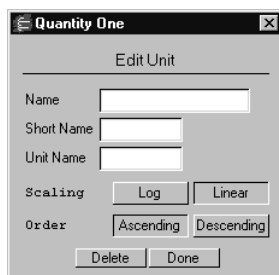 Quantity One
Edit Unit
Name
Short Name
Unit Name
Scaling Log Linear
Order Ascending Descending
Delete Done